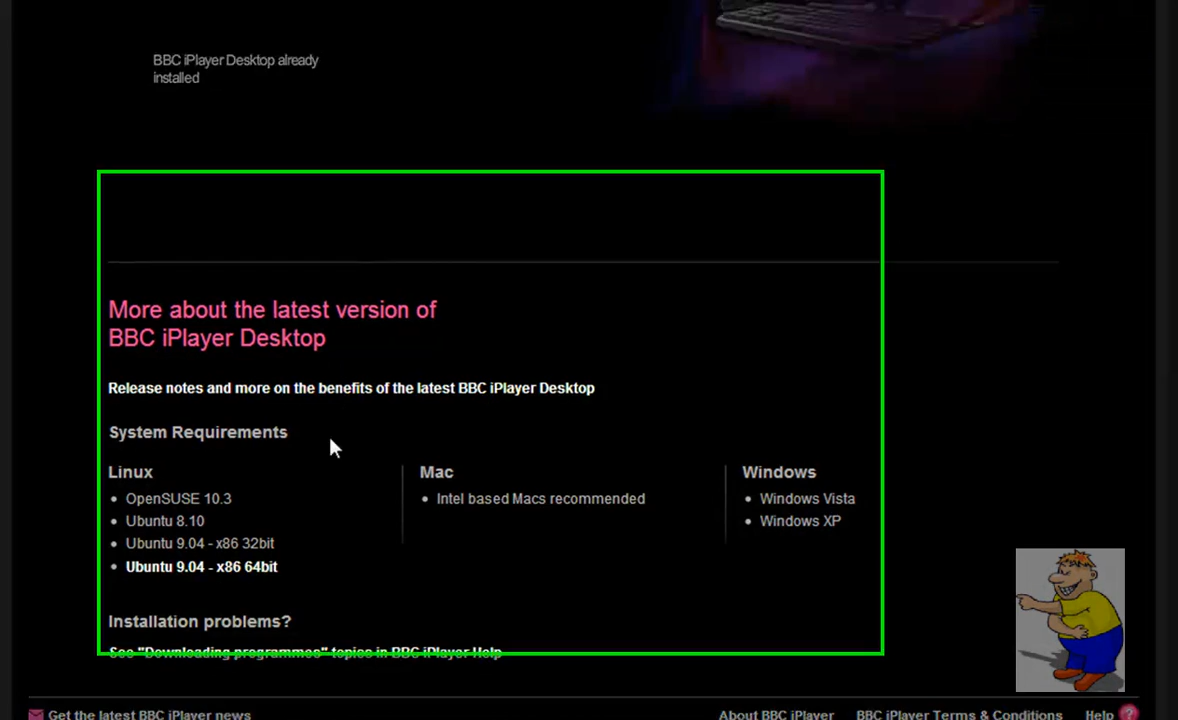 BBC iPlayer Desktop already
installed
More about the latest version of
BBC iPlayer Desktop
Release notes and more on the benefits of the latest BBC iPlayer Desktop
System Requirements
Linux
• OpenSUSE 10.3
• Ubuntu 8.10
• Ubuntu 9.04 - x86 32bit
• Ubuntu 9.04 - x86 64bit
Mac
• Intel based Macs recommended
Windows
• Windows Vista
• Windows XP
Installation problems?
See "Downloading programmes" topics in BBC iPlayer Help
Get the latest BBC iPlayer news
About BBC iPlayer
BBC iPlayer Terms & Conditions
Help ?